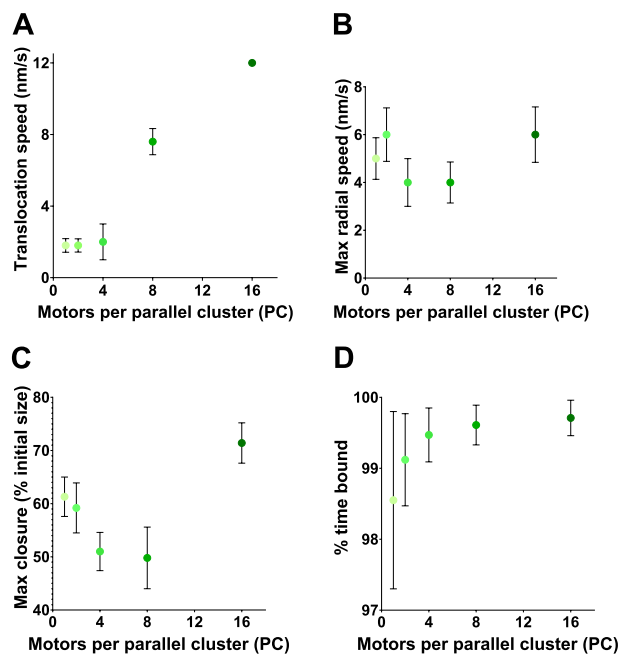 A
Translocation speed (nm/s)
12
8
4
0
0 4 8 12 16
Motors per parallel cluster (PC)
B
Max radial speed (nm/s)
8
6
4
2
0
0 4 8 12 16
Motors per parallel cluster (PC)
C
Max closure (% initial size)
80
70
60
50
40
0 4 8 12 16
Motors per parallel cluster (PC)
D
% time bound
100
99
98
97
0 4 8 12 16
Motors per parallel cluster (PC)